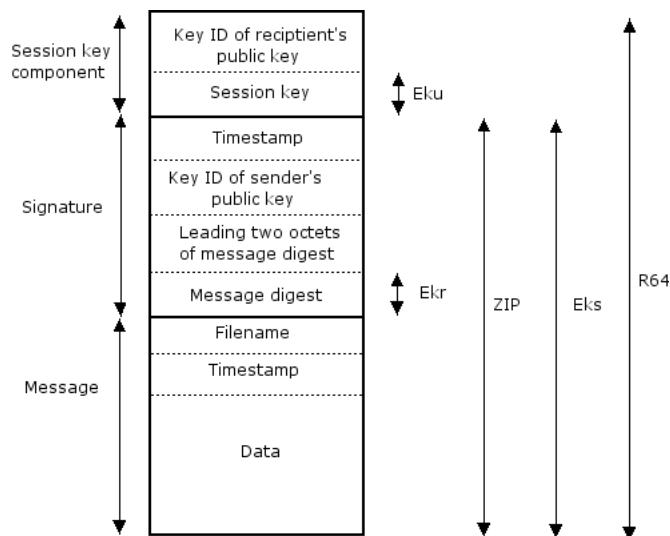 Key ID of reciptient's
public key
Session key
component
Session key
Eku
Timestamp
Key ID of sender's
public key
Signature
Leading two octets
of message digest
Message digest
Ekr
ZIP
Eks
R64
Filename
Timestamp
Message
Data